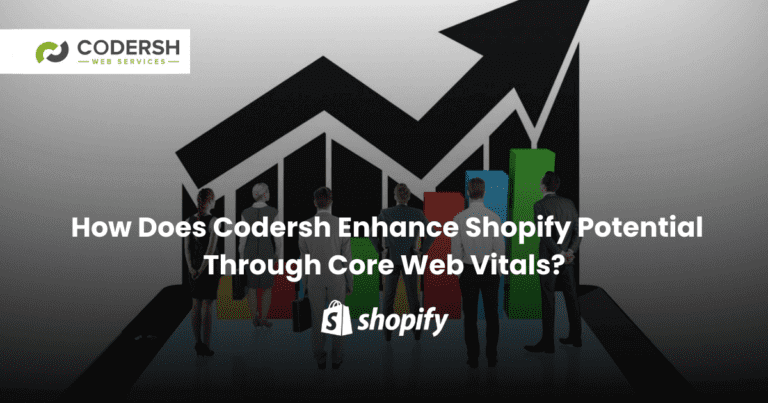 CODERSH
WEB SERVICES
How Does Codersh Enhance Shopify Potential
Through Core Web Vitals?
shopify